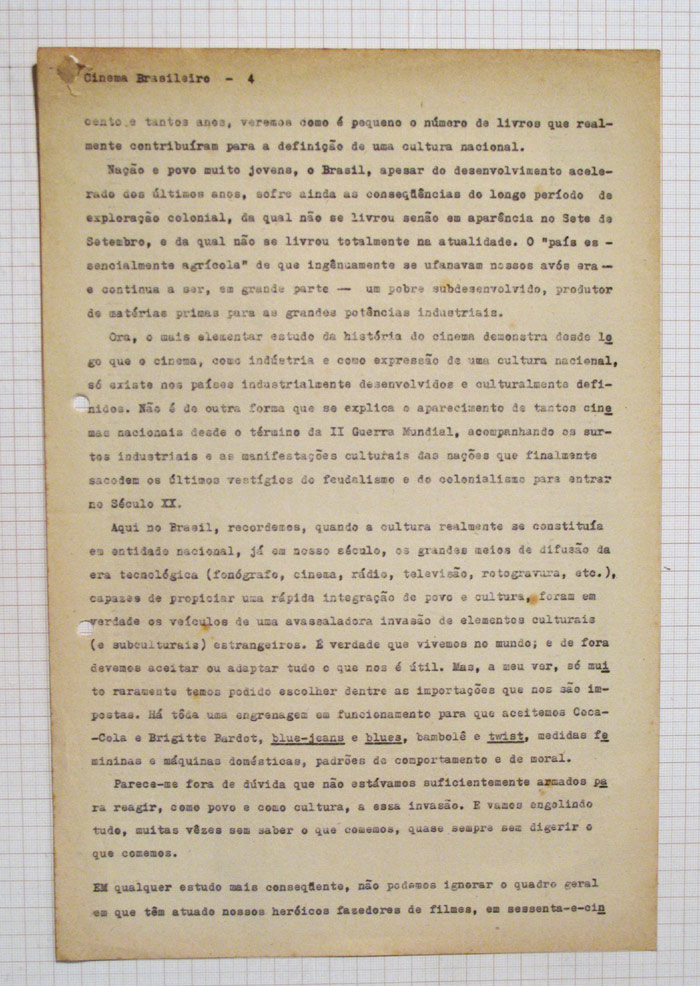 Cinema Brasileiro - 4
cento e tantos anos, veremos como é pequeno o número de livros que real-
mente contribuíram para a definição de uma cultura nacional.
Nação e povo muito jovens, o Brasil, apesar do desenvolvimento acele-
rado dos últimos anos, sofre ainda as conseqüências do longo período de
exploração colonial, da qual não se livrou senão em aparência no Sete de
Setembro, e da qual não se livrou totalmente na atualidade. O "país es -
sencialmente agrícola" de que ingênuamente se ufanavam nossos avós era —
e continua a ser, em grande parte — um pobre subdesenvolvido, produtor
de matérias primas para as grandes potências industriais.
Ora, o mais elementar estudo da história do cinema demonstra desde lo
go que o cinema, como indústria e como expressão de uma cultura nacional,
só existe nos países industrialmente desenvolvidos e culturalmente defi-
nidos. Não é de outra forma que se explica o aparecimento de tantos cine
mas nacionais desde o término da II Guerra Mundial, acompanhando os sur-
tos industriais e as manifestações culturais das nações que finalmente
sacodem os últimos vestígios do feudalismo e do colonialismo para entrar
no Século XX.
Aqui no Brasil, recordemos, quando a cultura realmente se constituía
em entidade nacional, já em nosso século, os grandes meios de difusão da
era tecnológica (fonógrafo, cinema, rádio, televisão, rotogravura, etc.),
capazes de propiciar uma rápida integração de povo e cultura, foram em
verdade os veículos de uma avassaladora invasão de elementos culturais
(e subculturais) estrangeiros. É verdade que vivemos no mundo; e de fora
devemos aceitar ou adaptar tudo o que nos é útil. Mas, a meu ver, só mui
to raramente temos podido escolher dentre as importações que nos são im-
postas. Há tôda uma engrenagem em funcionamento para que aceitemos Coca-
-Cola e Brigitte Bardot, blue-jeans e blues, bambolê e twist, medidas fe
mininas e máquinas domésticas, padrões de comportamento e de moral.
Parece-me fora de dúvida que não estávamos suficientemente armados pa
ra reagir, como povo e como cultura, a essa invasão. E vamos engolindo
tudo, muitas vêzes sem saber o que comemos, quase sempre sem digerir o
que comemos.
EM qualquer estudo mais conseqüente, não podemos ignorar o quadro geral
em que têm atuado nossos heróicos fazedores de filmes, em sessenta-e-cin